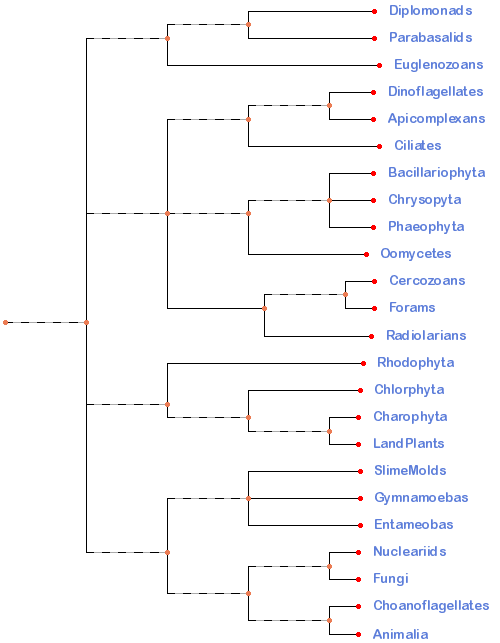 Diplomonads
Parabasalids
Euglenozoans
Dinoflagellates
Apicomplexans
Ciliates
Bacillariophyta
Chrysopyta
Phaeophyta
Oomycetes
Cercozoans
Forams
Radiolarians
Rhodophyta
Chlorphyta
Charophyta
LandPlants
SlimeMolds
Gymnamoebas
Entameobas
Nucleariids
Fungi
Choanoflagellates
Animalia